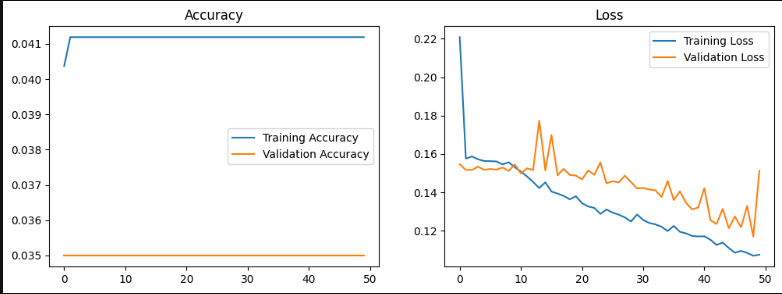 Accuracy
0.041
0.040
0.039
0.038
0.037
0.036
0.035
Training Accuracy
Validation Accuracy
0 10 20 30 40 50
Loss
0.22
0.20
0.18
0.16
0.14
0.12
Training Loss
Validation Loss
0 10 20 30 40 50